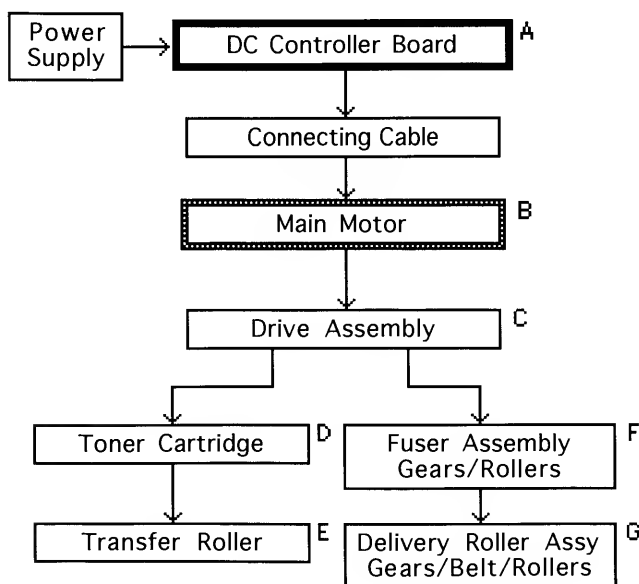 Power
Supply
DC Controller Board
A
Connecting Cable
Main Motor
B
Drive Assembly
C
Toner Cartridge
D
Fuser Assembly
Gears/Rollers
F
Transfer Roller
E
Delivery Roller Assy
Gears/Belt/Rollers
G